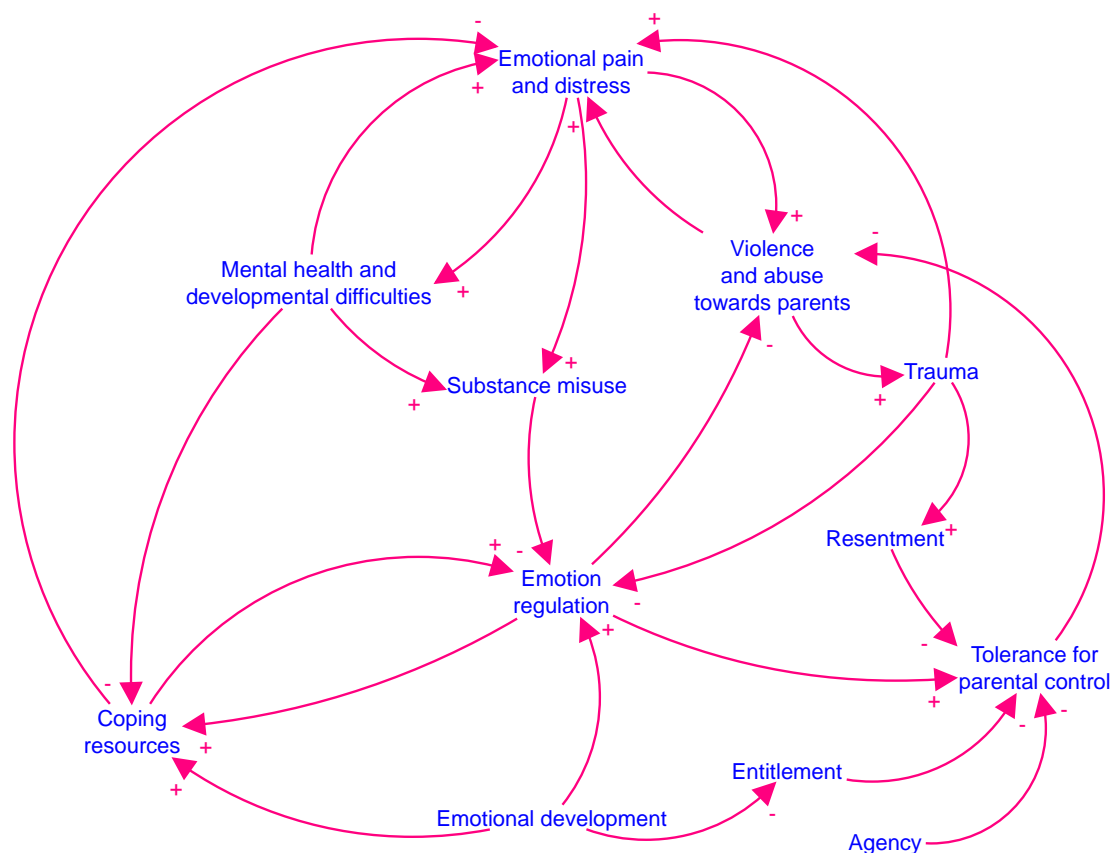 -
+
Emotional pain
and distress
+
+
+
-
Violence
and abuse
towards parents
Mental health and
developmental difficulties
+
-
+
Trauma
Substance misuse
+
+
Resentment
+
+
-
Emotion
regulation
-
+
-
Tolerance for
parental control
-
+
-
-
Coping
resources
+
Entitlement
+
-
Emotional development
Agency